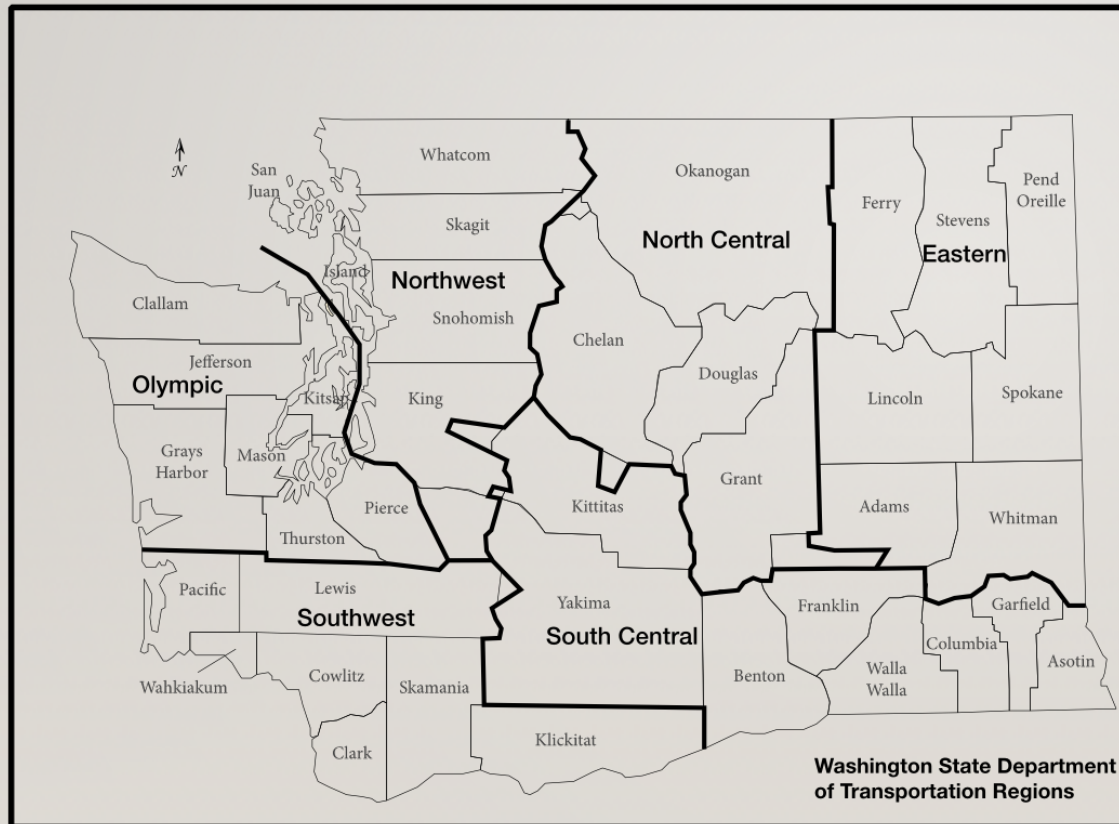 Whatcom
Okanogan
San
Juan
Pend
Oreille
N
Skagit
Ferry
Stevens
North Central
Eastern
Island
Northwest
Clallam
Snohomish
Chelan
Jefferson
Olympic
Douglas
Kitsap
King
Lincoln
Spokane
Grays
Harbor
Mason
Grant
Pierce
Kittitas
Adams
Whitman
Thurston
Pacific
Lewis
Southwest
Yakima
South Central
Franklin
Garfield
Columbia
Asotin
Walla
Walla
Benton
Wahkiakum
Cowlitz
Skamania
Clark
Klickitat
Washington State Department
of Transportation Regions